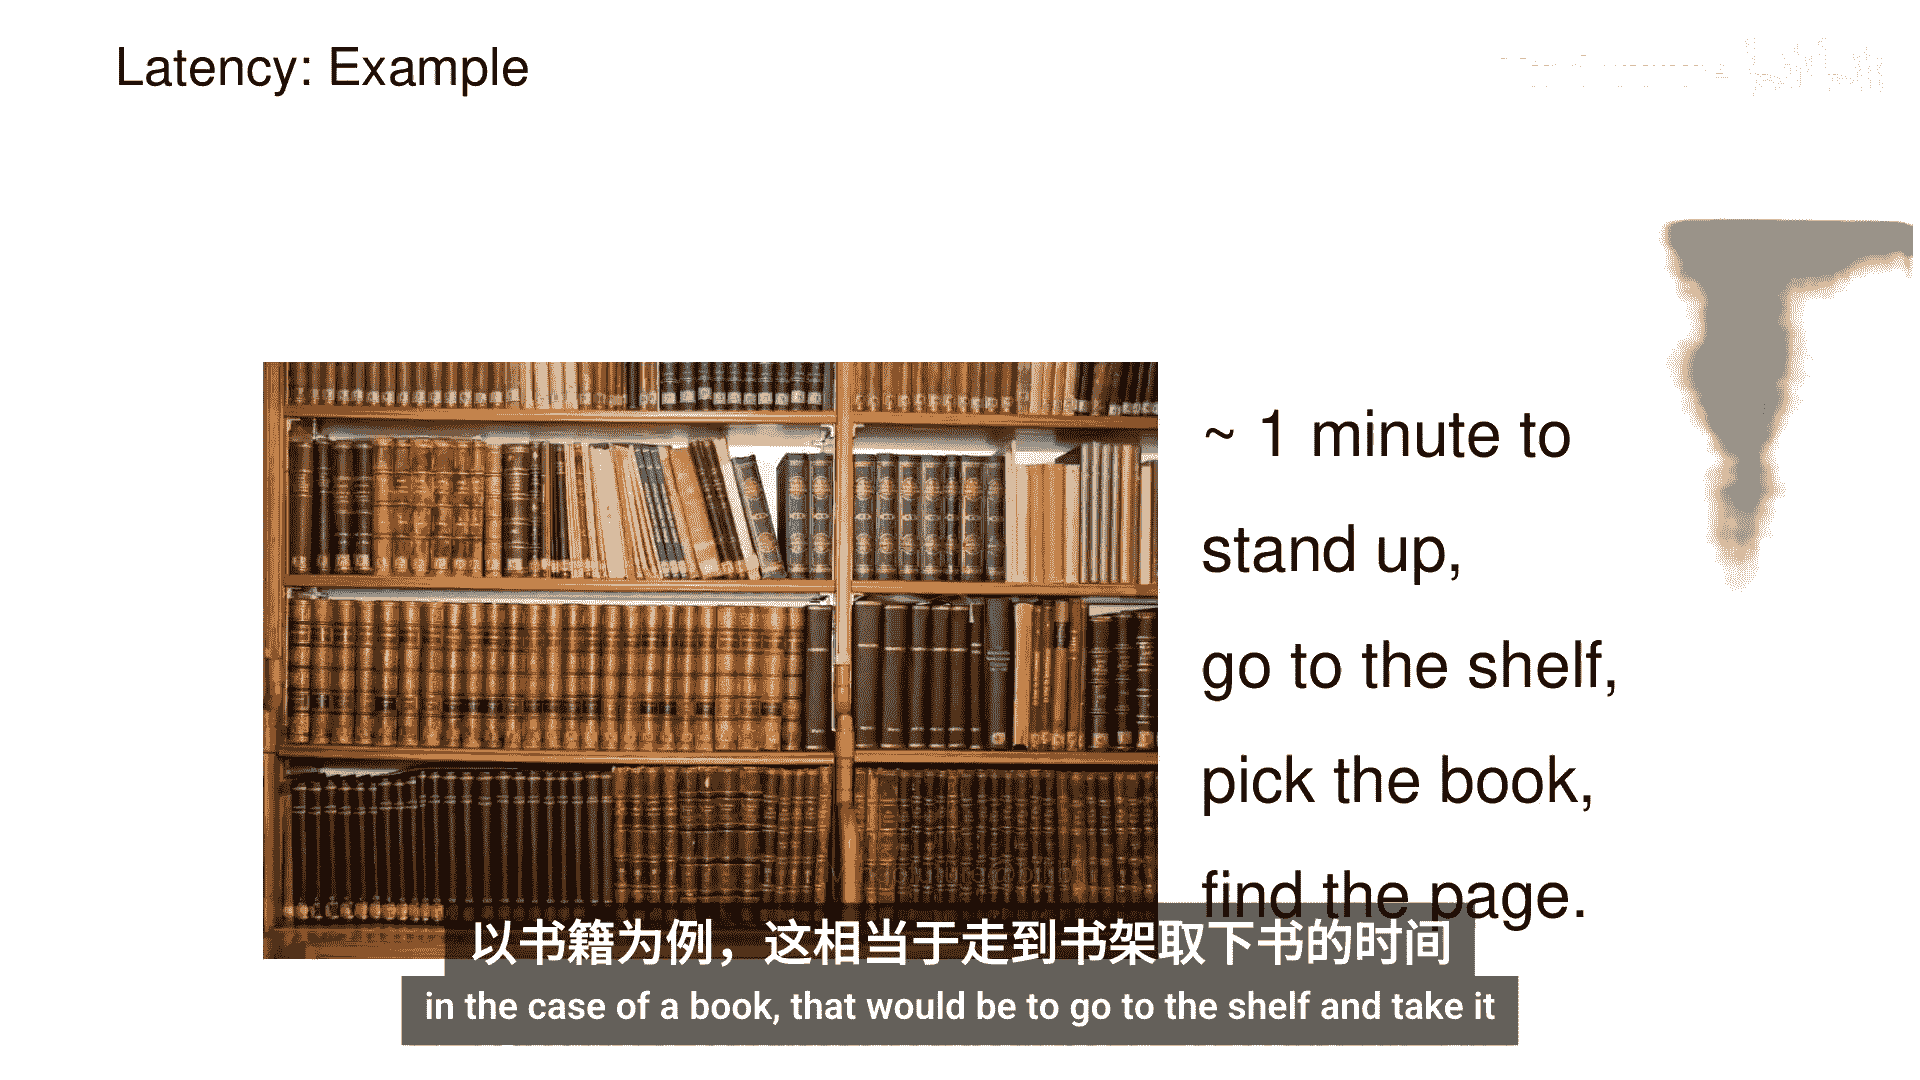 Latency: Example
~ 1 minute to
stand up,
go to the shelf,
pick the book,
find the page.
以书籍为例，这相当于走到书架取下书的时间
in the case of a book, that would be to go to the shelf and take it